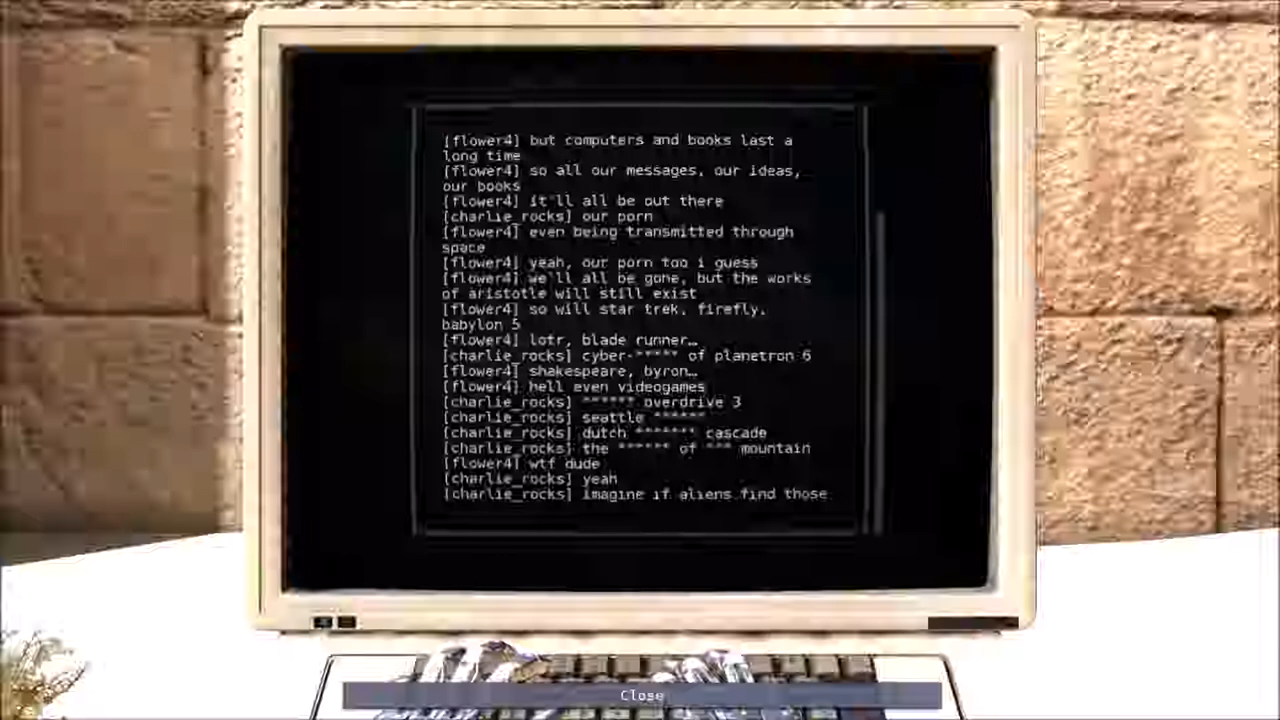 [flower4] but computers and books last a
long time
[flower4] so all our messages, our ideas,
our books
[flower4] it'll all be out there
[charlie_rocks] our porn
[flower4] even being transmitted through
space
[flower4] yeah, our porn too i guess
[flower4] we'll all be gone, but the works
of aristotle will still exist
[flower4] so will star trek, firefly,
babylon 5
[flower4] lotr, blade runner…
[charlie_rocks] cyber-***** of planetron 6
[flower4] shakespeare, byron…
[flower4] hell even videogames
[charlie_rocks] ****** overdrive 3
[charlie_rocks] seattle ******
[charlie_rocks] dutch ******* cascade
[charlie_rocks] the ****** of *** mountain
[flower4] wtf dude
[charlie_rocks] yeah
[charlie_rocks] imagine if aliens find those
Close